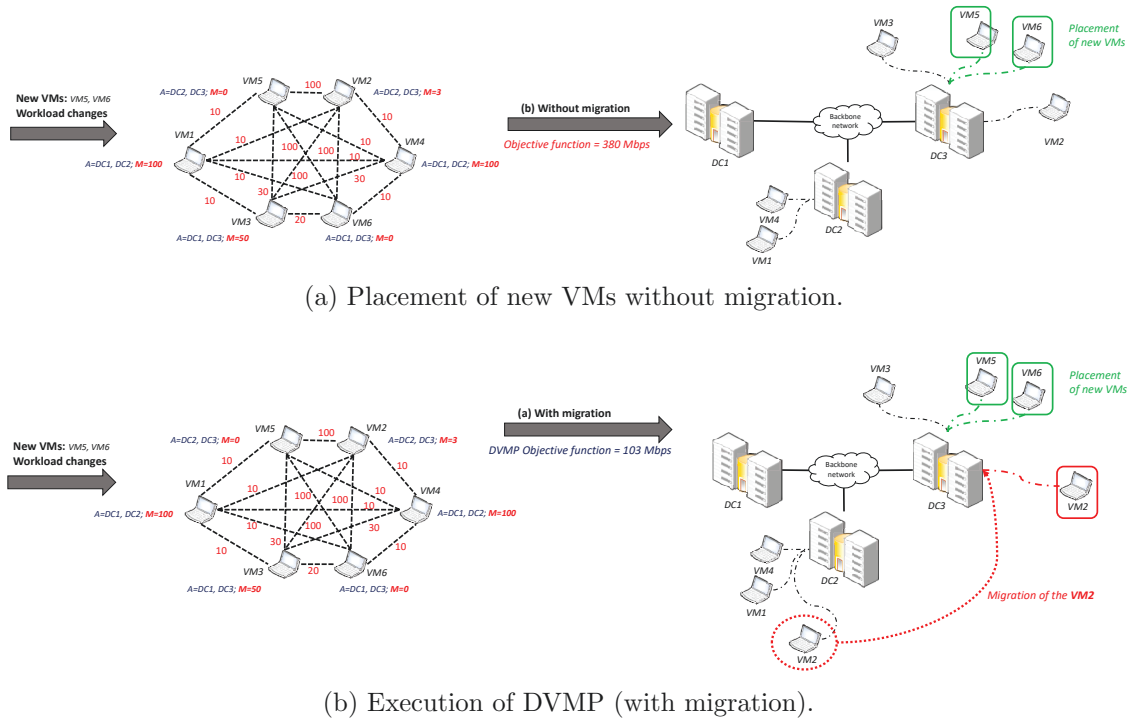 VM3
VM5
VM6
Placement
of new VMs
New VMs: VM5, VM6
Workload changes
A=DC2, DC3; M=0
VM5
100
VM2
A=DC2, DC3; M=3
10
10
10
10
VM1
100
100
10
VM4
A=DC1, DC2; M=100
100
100
10
A=DC1, DC2; M=100
10
30
30
10
VM3
20
VM6
A=DC1, DC3; M=50
A=DC1, DC3; M=0
(b) Without migration
Objective function = 380 Mbps
DC1
Backbone
network
DC3
VM2
VM4
VM1
DC2
(a) Placement of new VMs without migration.
VM3
VM5
VM6
Placement
of new VMs
New VMs: VM5, VM6
Workload changes
A=DC2, DC3; M=0
VM5
100
VM2
A=DC2, DC3; M=3
10
10
VM1
100
100
10
VM4
A=DC1, DC2; M=100
100
10
A=DC1, DC2; M=100
10
30
30
10
VM3
20
VM6
A=DC1, DC3; M=50
A=DC1, DC3; M=0
(a) With migration
DVMP Objective function = 103 Mbps
DC1
Backbone
network
DC3
VM2
VM4
VM1
DC2
VM2
Migration of the VM2
(b) Execution of DVMP (with migration).